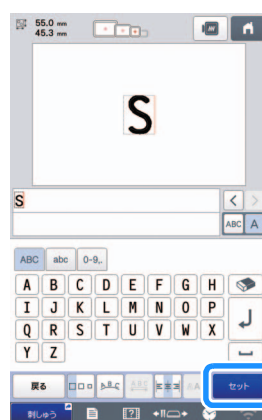 55.0 mm
45.3 mm
S
S
ABC A
ABC abc 0-9,.
A B C D E F G H
I J K L M N O P
Q R S T U V W X
Y Z
戻る セット
刺しゅう